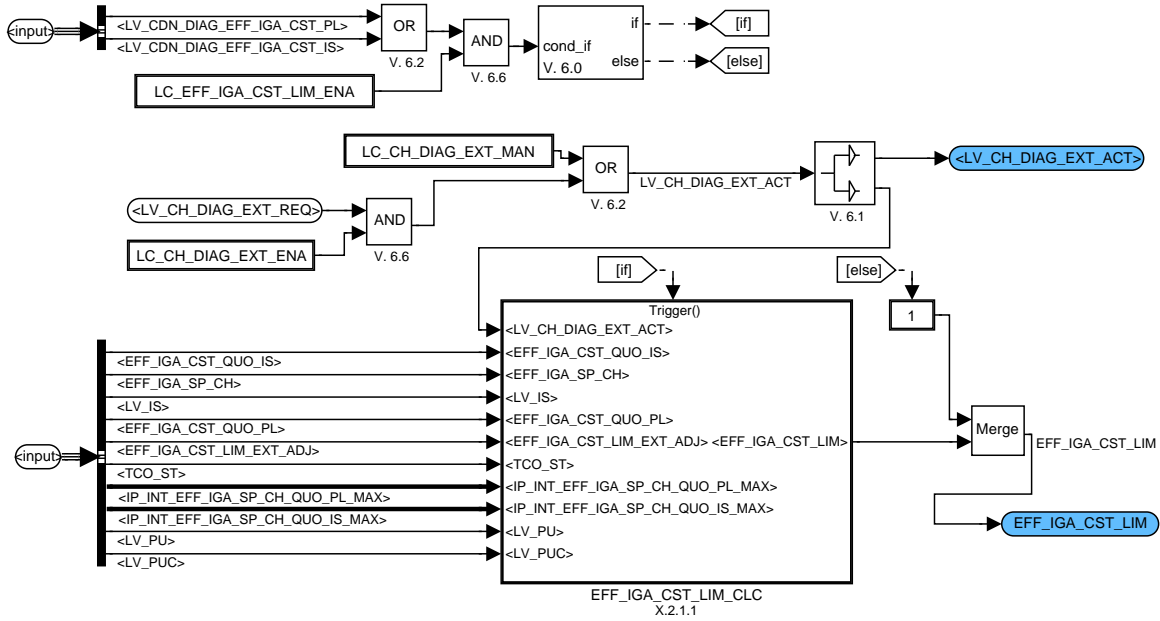 <input>
<LV_CDN_DIAG_EFF_IGA_CST_PL>
<LV_CDN_DIAG_EFF_IGA_CST_IS>
OR
V. 6.2
AND
V. 6.6
LC_EFF_IGA_CST_LIM_ENA
cond_if
V. 6.0
if
else
[if]
[else]
LC_CH_DIAG_EXT_MAN
<LV_CH_DIAG_EXT_REQ>
LC_CH_DIAG_EXT_ENA
AND
V. 6.6
OR
V. 6.2
LV_CH_DIAG_EXT_ACT
V. 6.1
<LV_CH_DIAG_EXT_ACT>
[if]
[else]
1
Trigger()
<LV_CH_DIAG_EXT_ACT>
<EFF_IGA_CST_QUO_IS>
<EFF_IGA_SP_CH>
<LV_IS>
<EFF_IGA_CST_QUO_PL>
<EFF_IGA_CST_LIM_EXT_ADJ> <EFF_IGA_CST_LIM>
<TCO_ST>
<IP_INT_EFF_IGA_SP_CH_QUO_PL_MAX>
<IP_INT_EFF_IGA_SP_CH_QUO_IS_MAX>
<LV_PU>
<LV_PUC>
<input>
<EFF_IGA_CST_QUO_IS>
<EFF_IGA_SP_CH>
<LV_IS>
<EFF_IGA_CST_QUO_PL>
<EFF_IGA_CST_LIM_EXT_ADJ>
<TCO_ST>
<IP_INT_EFF_IGA_SP_CH_QUO_PL_MAX>
<IP_INT_EFF_IGA_SP_CH_QUO_IS_MAX>
<LV_PU>
<LV_PUC>
Merge
EFF_IGA_CST_LIM
EFF_IGA_CST_LIM
EFF_IGA_CST_LIM_CLC
X.2.1.1